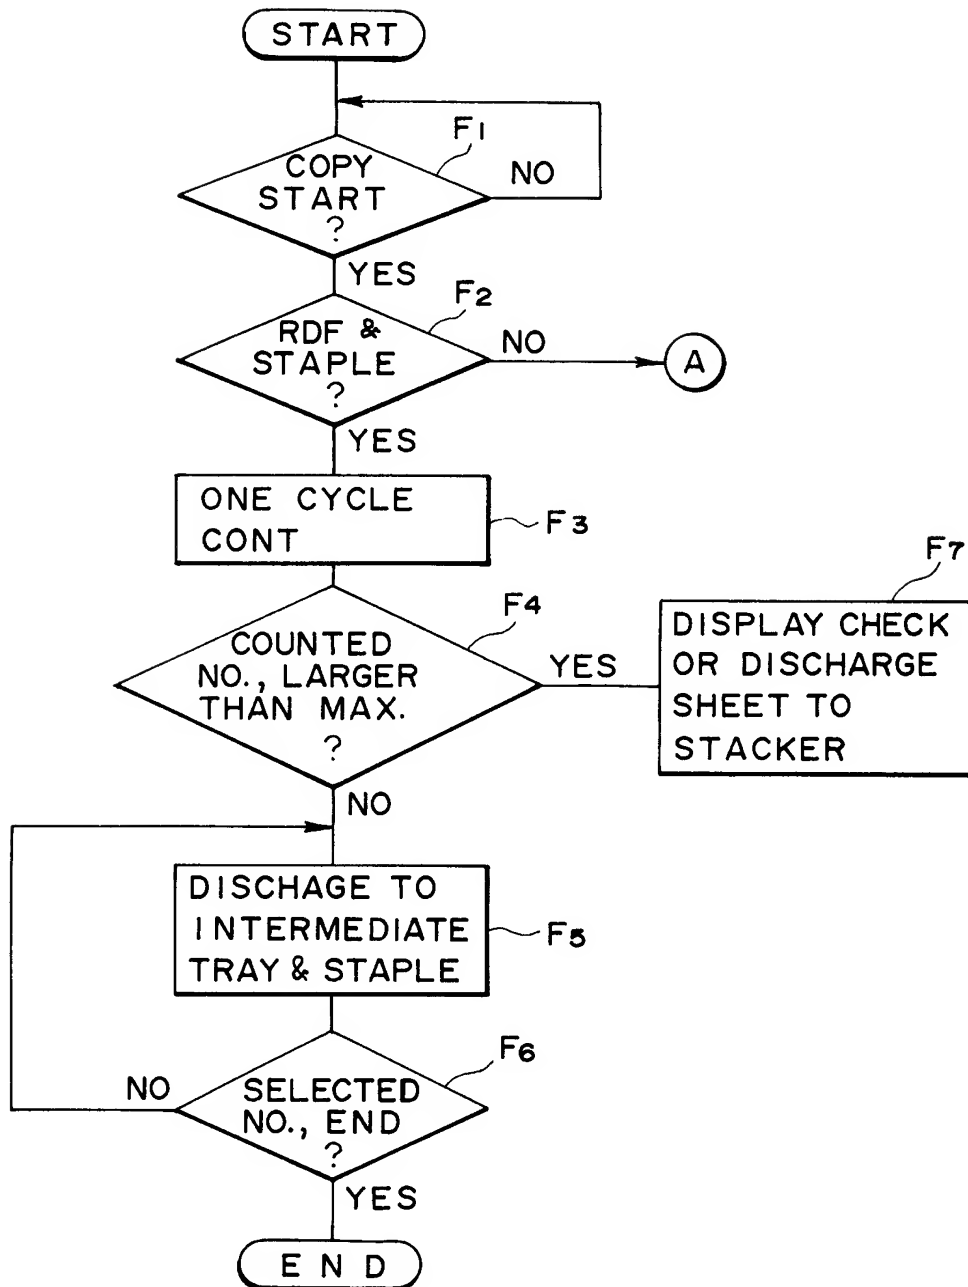 START
F1
COPY
START
?
NO
YES
F2
RDF &
STAPLE
?
NO
A
YES
ONE CYCLE
CONT
F3
F4
COUNTED
NO., LARGER
THAN MAX.
?
YES
F7
DISPLAY CHECK
OR DISCHARGE
SHEET TO
STACKER
NO
DISCHAGE TO
INTERMEDIATE
TRAY & STAPLE
F5
F6
NO
SELECTED
NO., END
?
YES
END